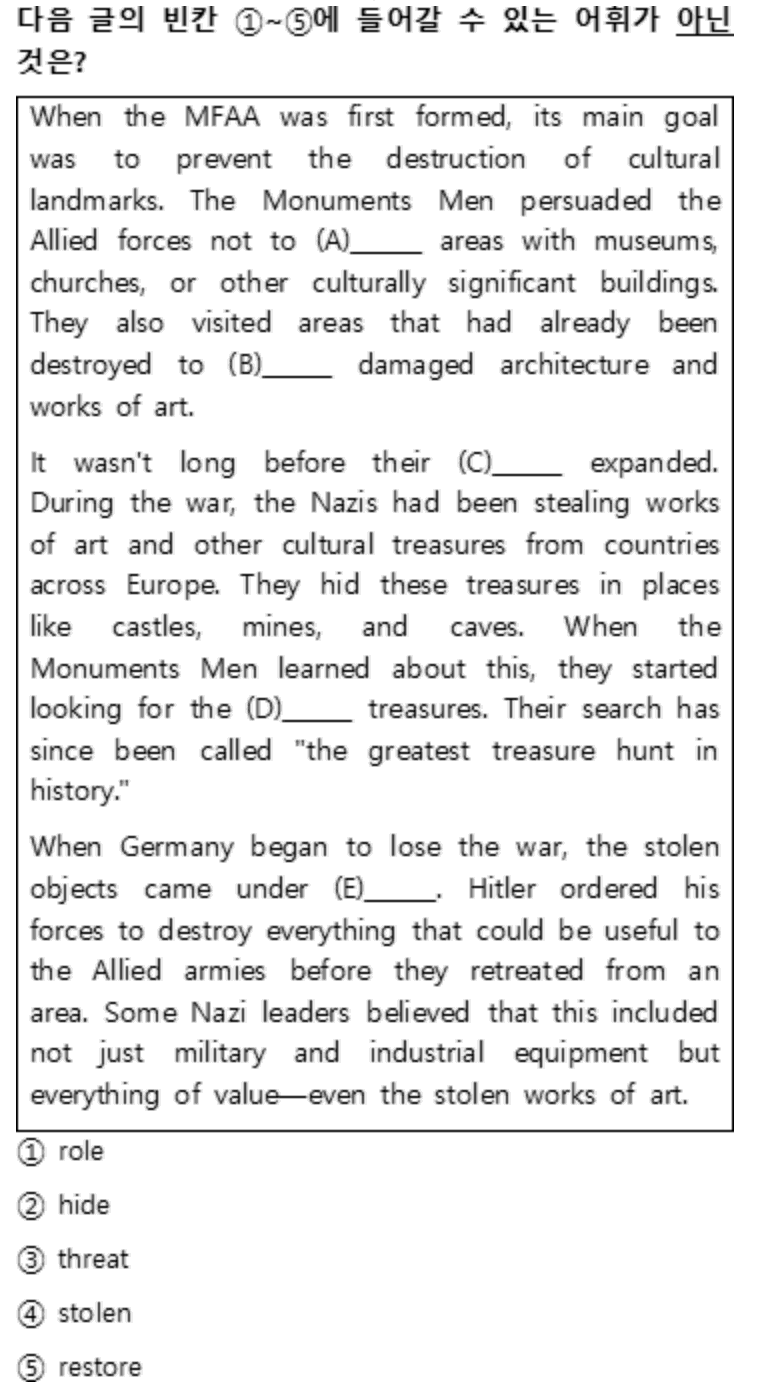 다음 글의 빈칸 ①~⑤에 들어갈 수 있는 어휘가 아닌
것은?
When the MFAA was first formed, its main goal
was to prevent the destruction of cultural
landmarks. The Monuments Men persuaded the
Allied forces not to (A)_____ areas with museums,
churches, or other culturally significant buildings.
They also visited areas that had already been
destroyed to (B)_____ damaged architecture and
works of art.
It wasn't long before their (C)_____ expanded.
During the war, the Nazis had been stealing works
of art and other cultural treasures from countries
across Europe. They hid these treasures in places
like castles, mines, and caves. When the
Monuments Men learned about this, they started
looking for the (D)_____ treasures. Their search has
since been called "the greatest treasure hunt in
history."
When Germany began to lose the war, the stolen
objects came under (E)_____. Hitler ordered his
forces to destroy everything that could be useful to
the Allied armies before they retreated from an
area. Some Nazi leaders believed that this included
not just military and industrial equipment but
everything of value—even the stolen works of art.
① role
② hide
③ threat
④ stolen
⑤ restore